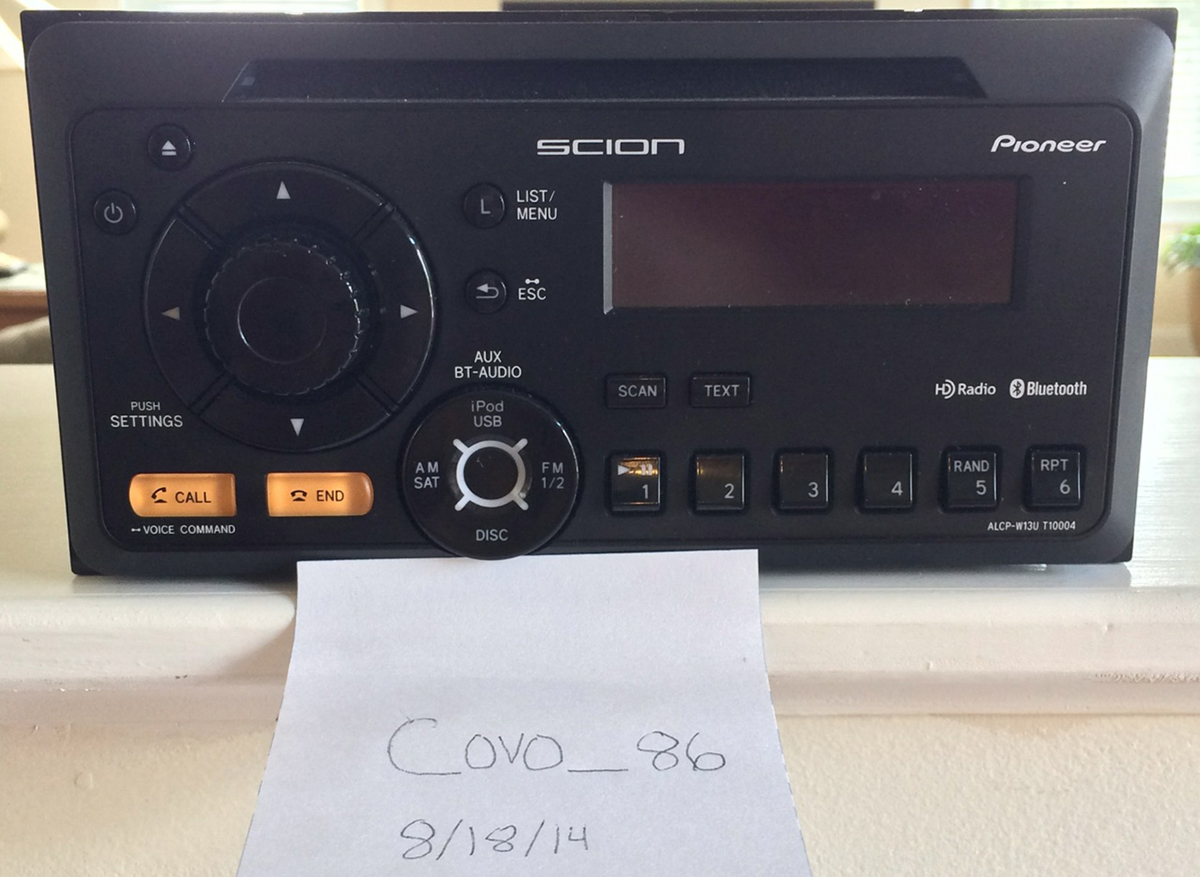 SCION
Pioneer
LIST/
MENU
L
ESC
AUX
BT-AUDIO
iPod
USB
AM
SAT
FM
1/2
DISC
PUSH
SETTINGS
CALL
END
VOICE COMMAND
SCAN
TEXT
HD Radio
Bluetooth
1
2
3
4
RAND
5
RPT
6
ALCP-W13U T10004
Covo_86
8/18/14